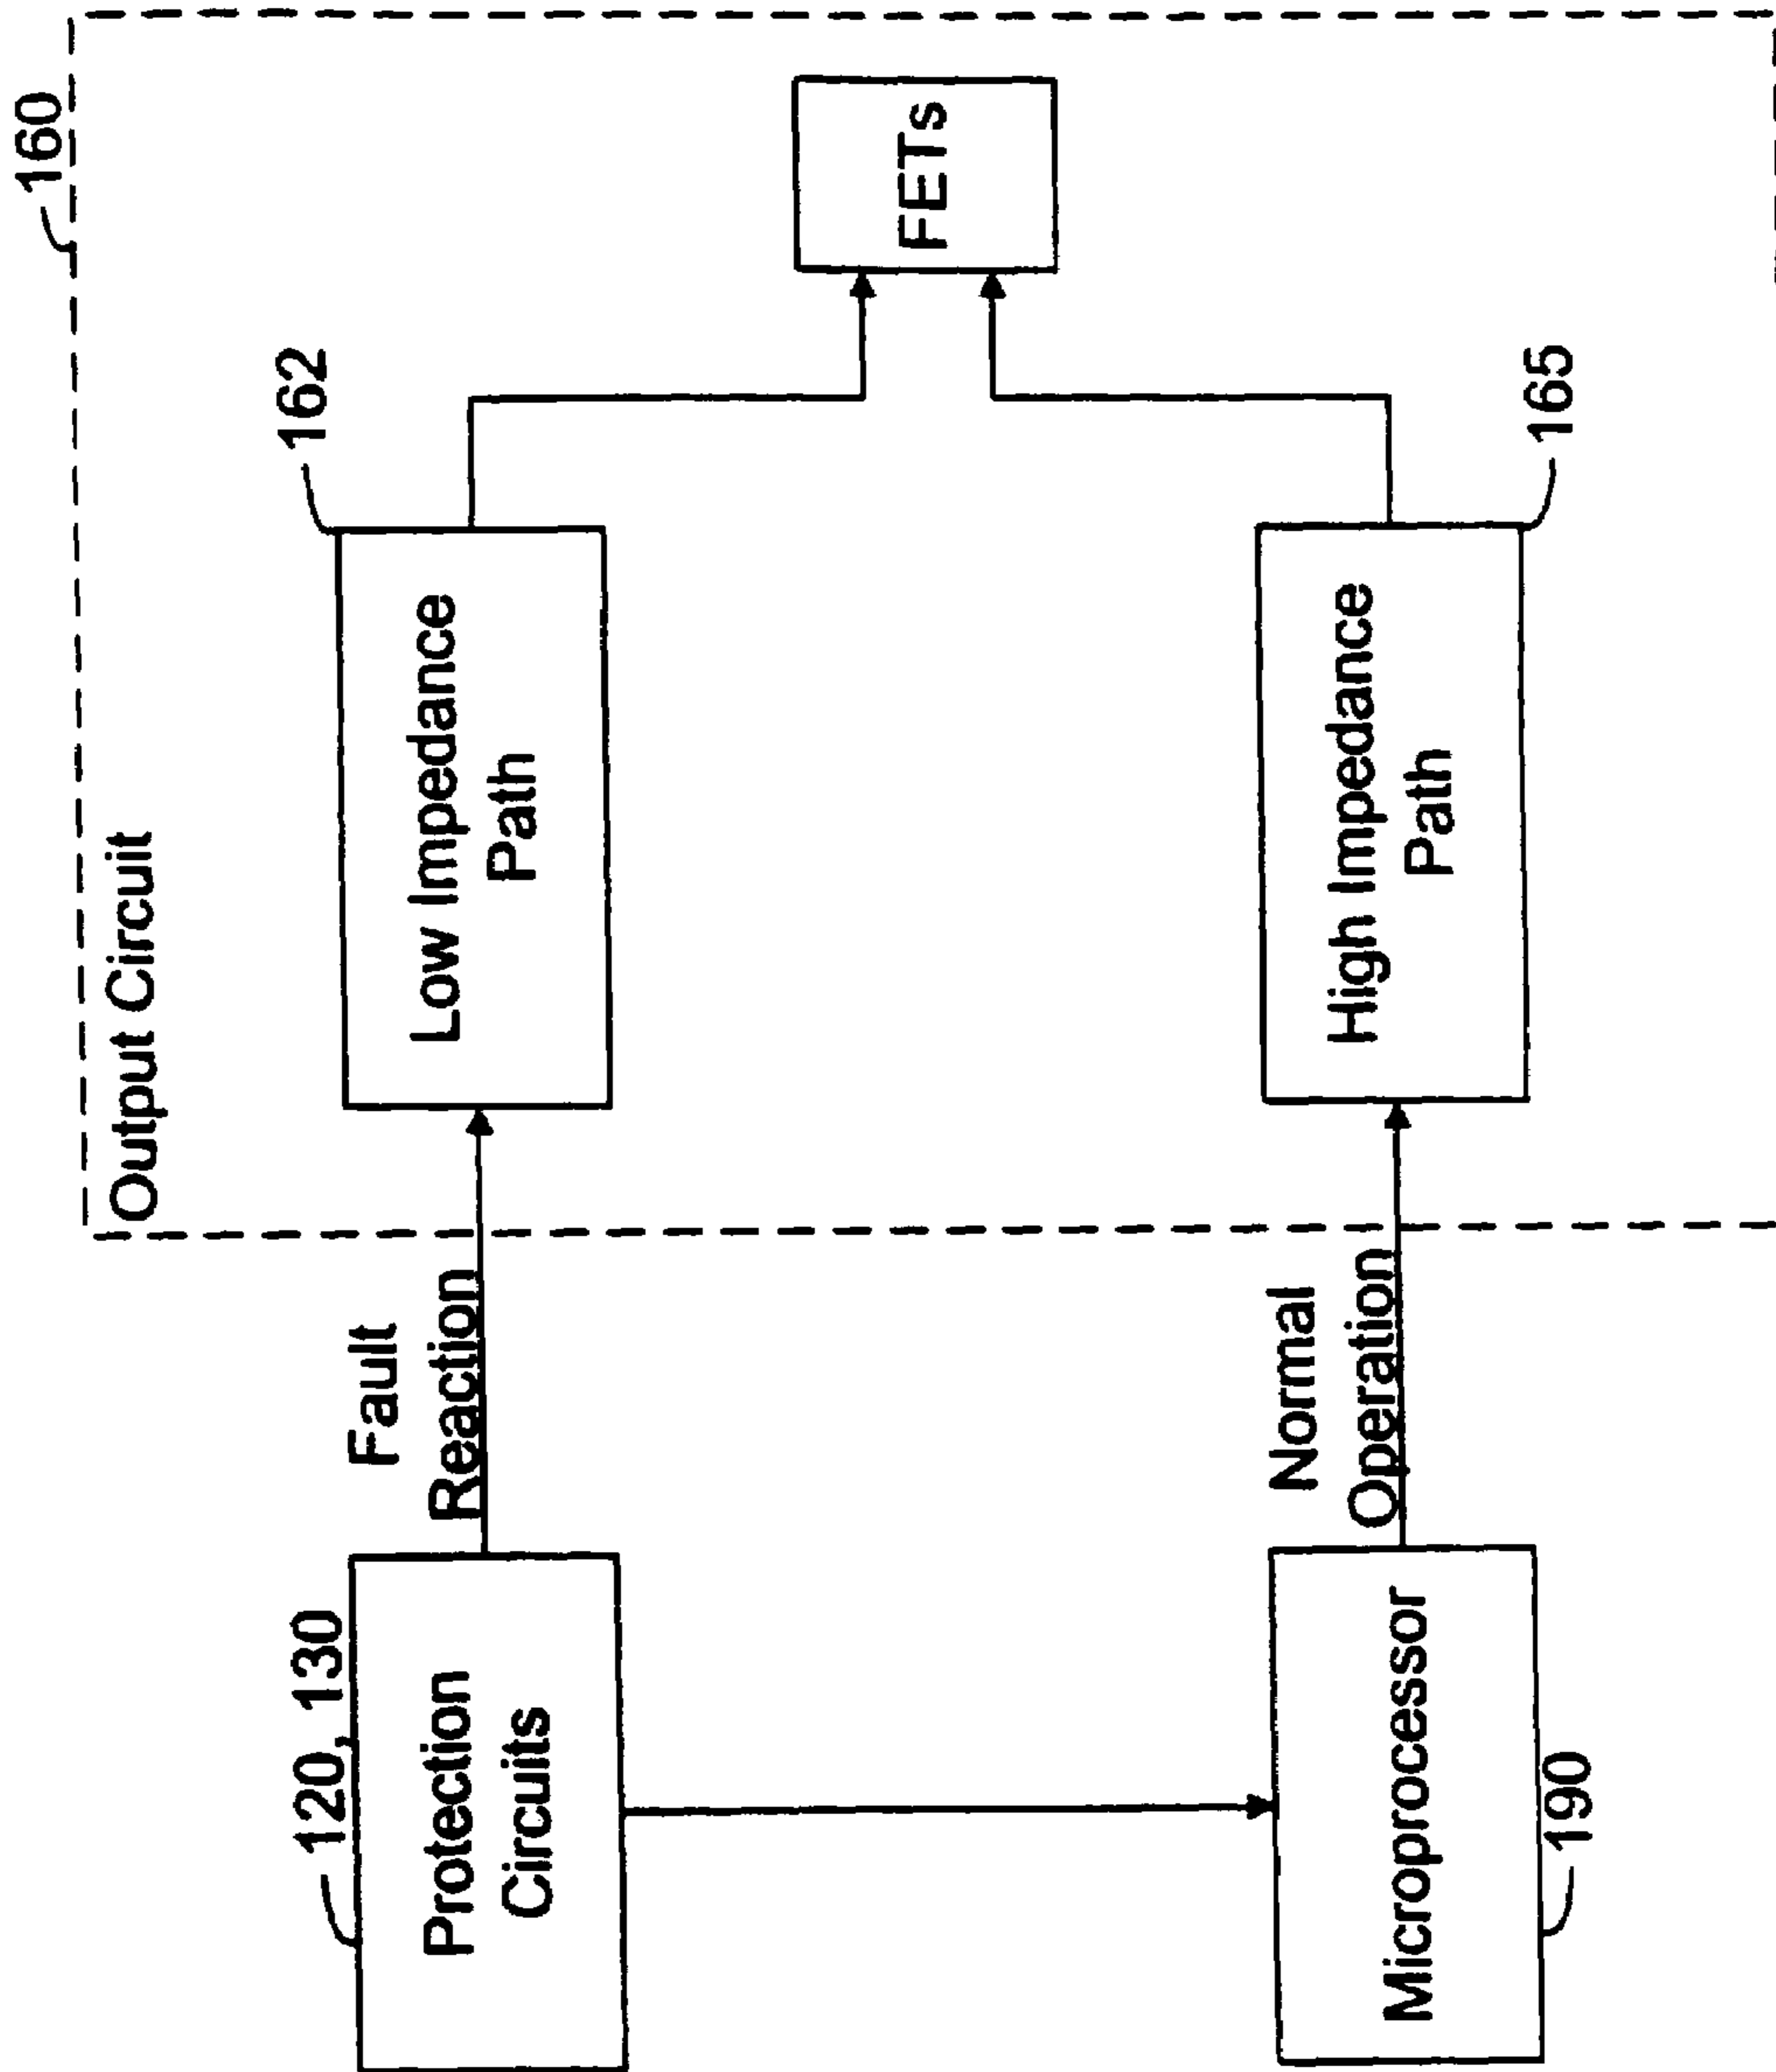 160
Output Circuit
120, 130
Protection
Circuits
Fault
Reaction
162
Low Impedance
Path
FETs
Microprocessor
190
Normal
Operation
High Impedance
Path
165